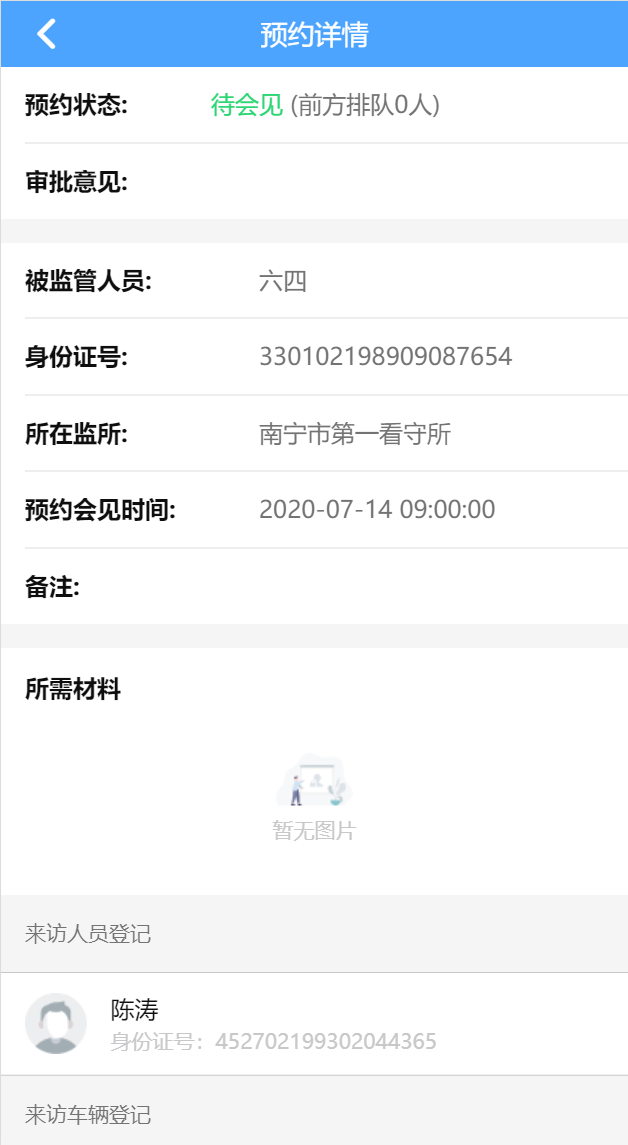 预约详情
预约状态: 待会见 (前方排队0人)
审批意见:
被监管人员: 六四
身份证号: 330102198909087654
所在监所: 南宁市第一看守所
预约会见时间: 2020-07-14 09:00:00
备注:
所需材料
暂无图片
来访人员登记
陈涛
身份证号：452702199302044365
来访车辆登记